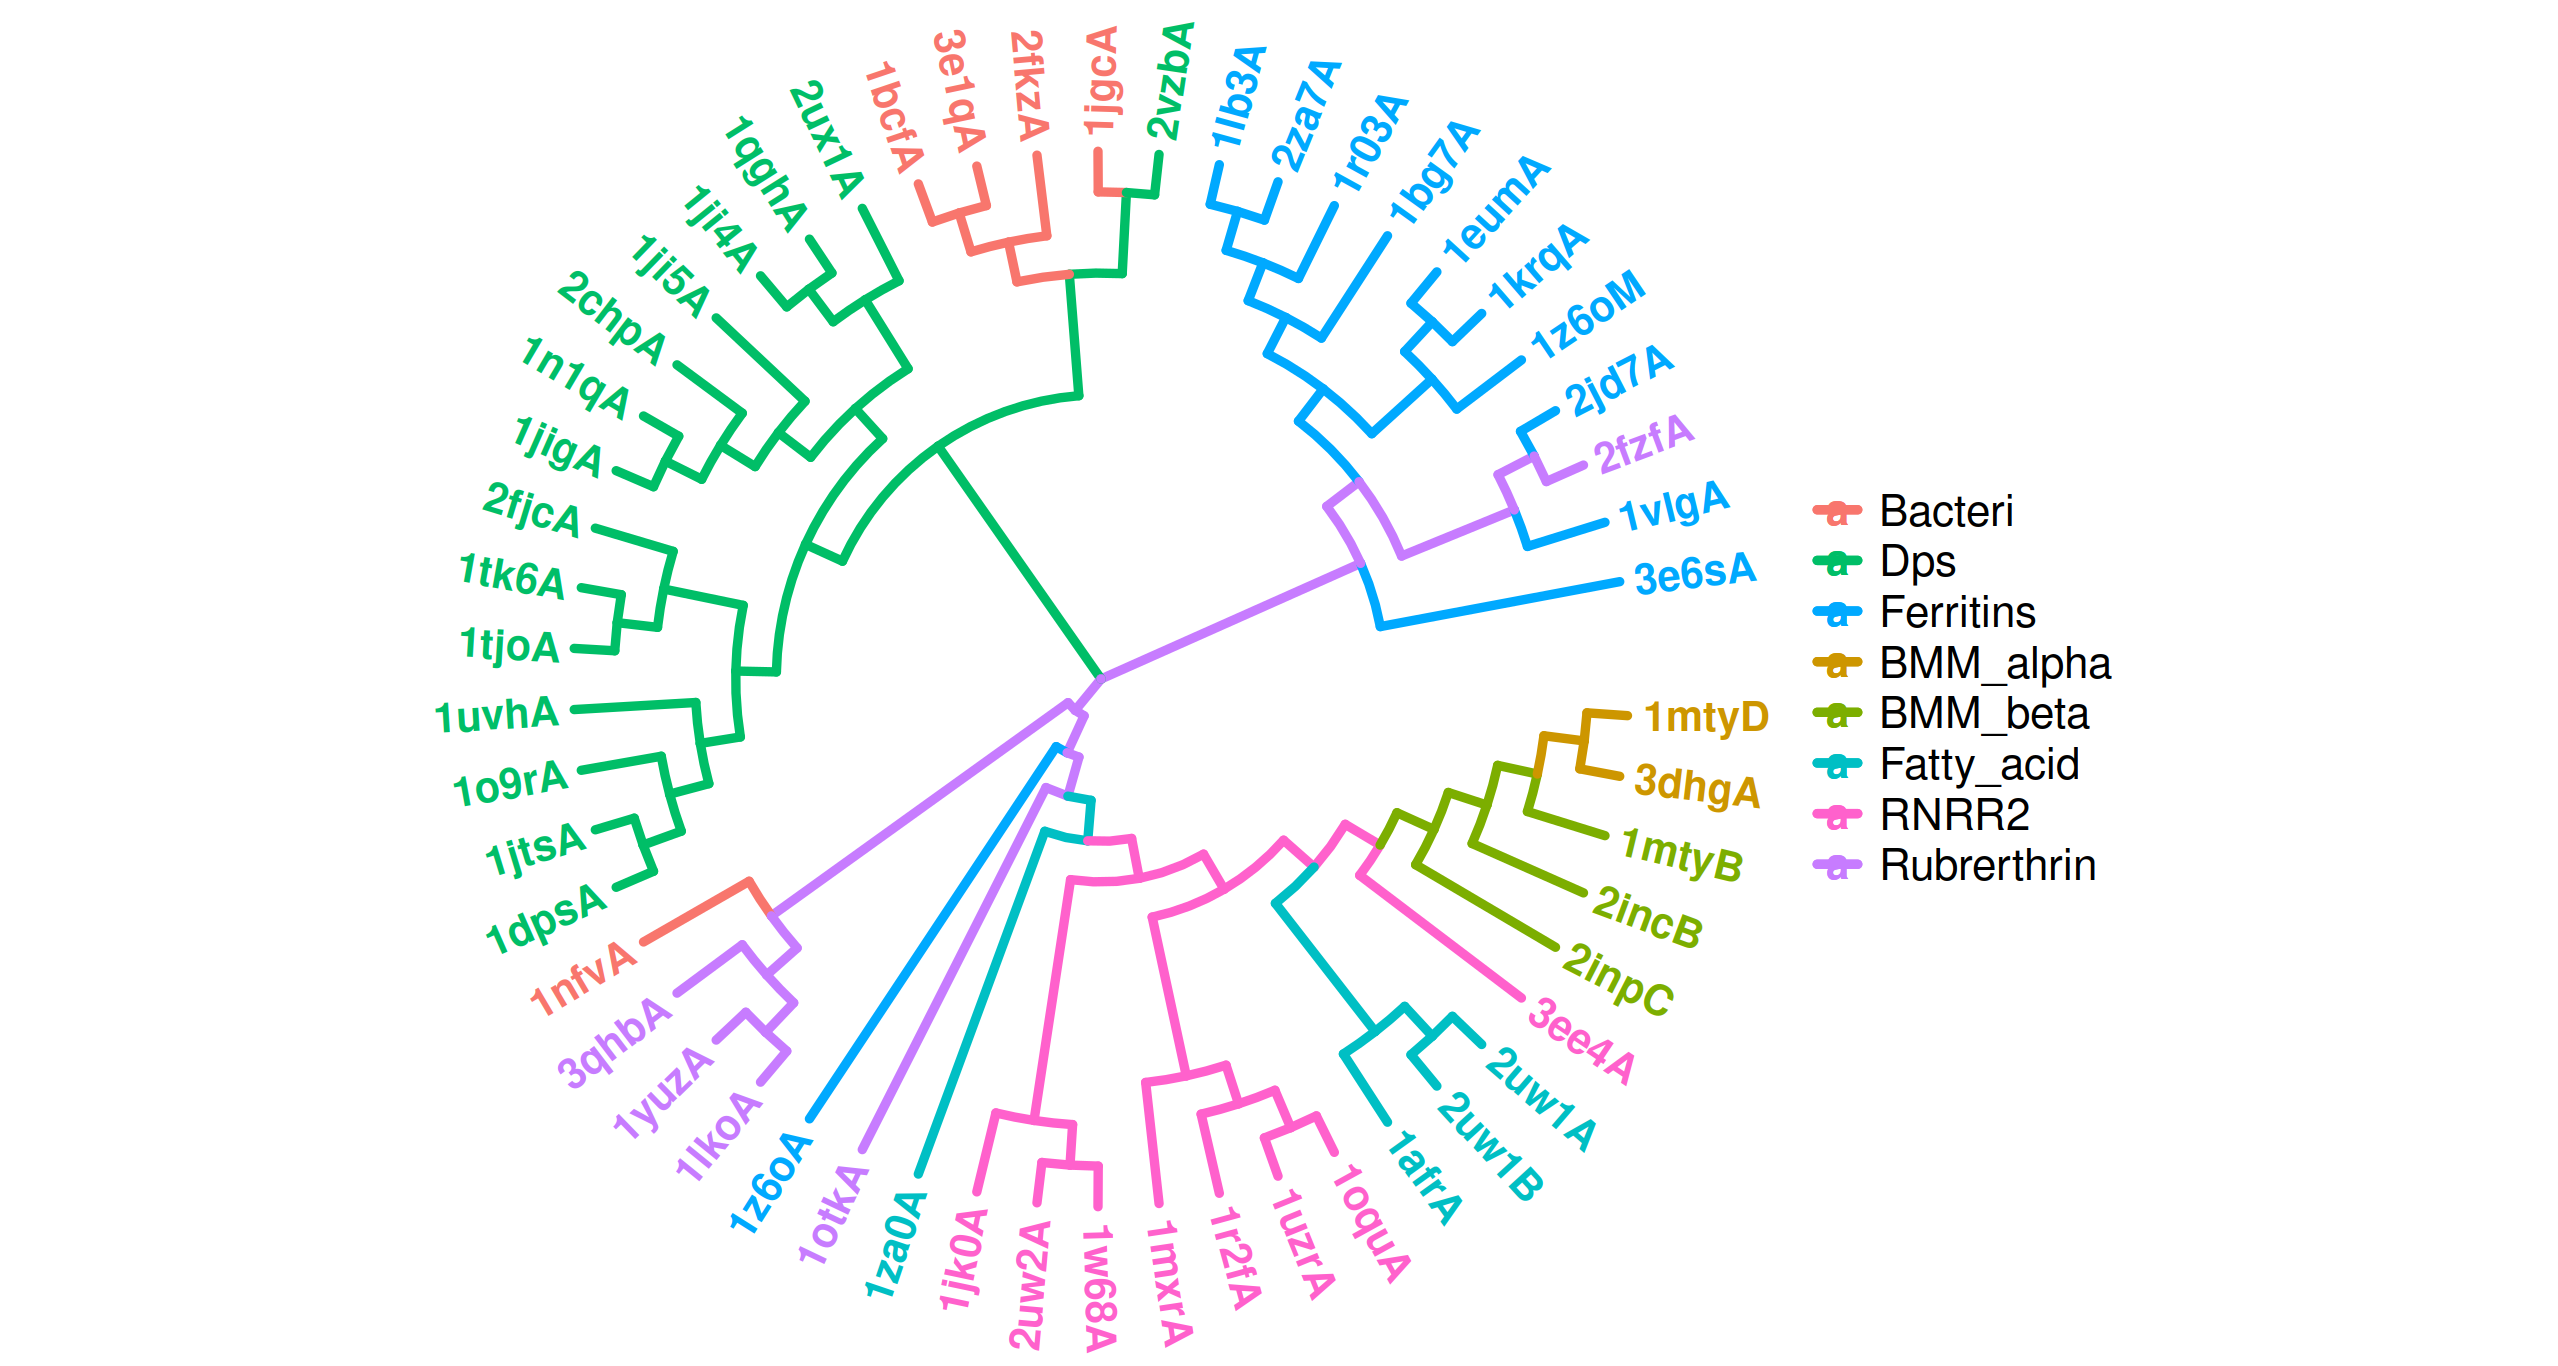 1bcfA
3e1qA
2fkzA
1jgcA
2vzbA
1lb3A
2za7A
1r03A
1bg7A
1eumA
1krqA
1z6oM
2jd7A
2fzfA
1vlgA
3e6sA
1mtyD
3dhgA
1mtyB
2incB
2inpC
3ee4A
2uw1A
2uw1B
1afrA
1oquA
1uzrA
1r2fA
1mxrA
1w68A
2uw2A
1jk0A
1za0A
1otkA
1z6oA
1lkoA
1yuzA
3qhbA
1nfvA
1dpsA
1jtsA
1o9rA
1uvhA
1tjoA
1tk6A
2fjcA
1jigA
1n1qA
2chpA
1ji5A
1ji4A
1qghA
2ux1A
a Bacteri
a Dps
a Ferritins
a BMM_alpha
a BMM_beta
a Fatty_acid
a RNRR2
a Rubrerthrin